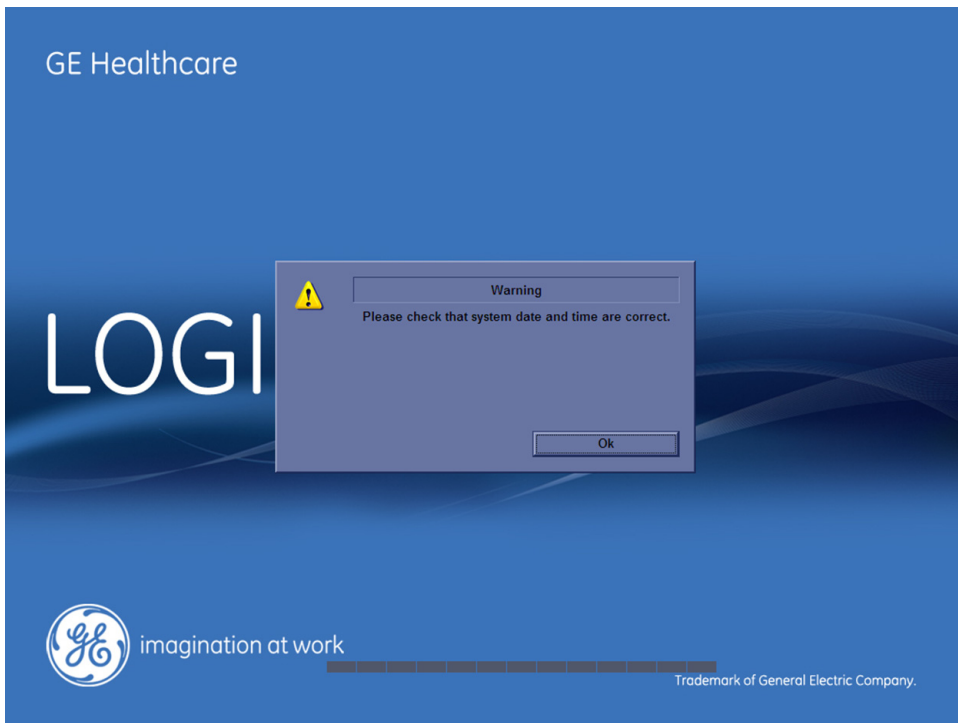 GE Healthcare
Warning
Please check that system date and time are correct.
LOGI
Ok
GE imagination at work
Trademark of General Electric Company.